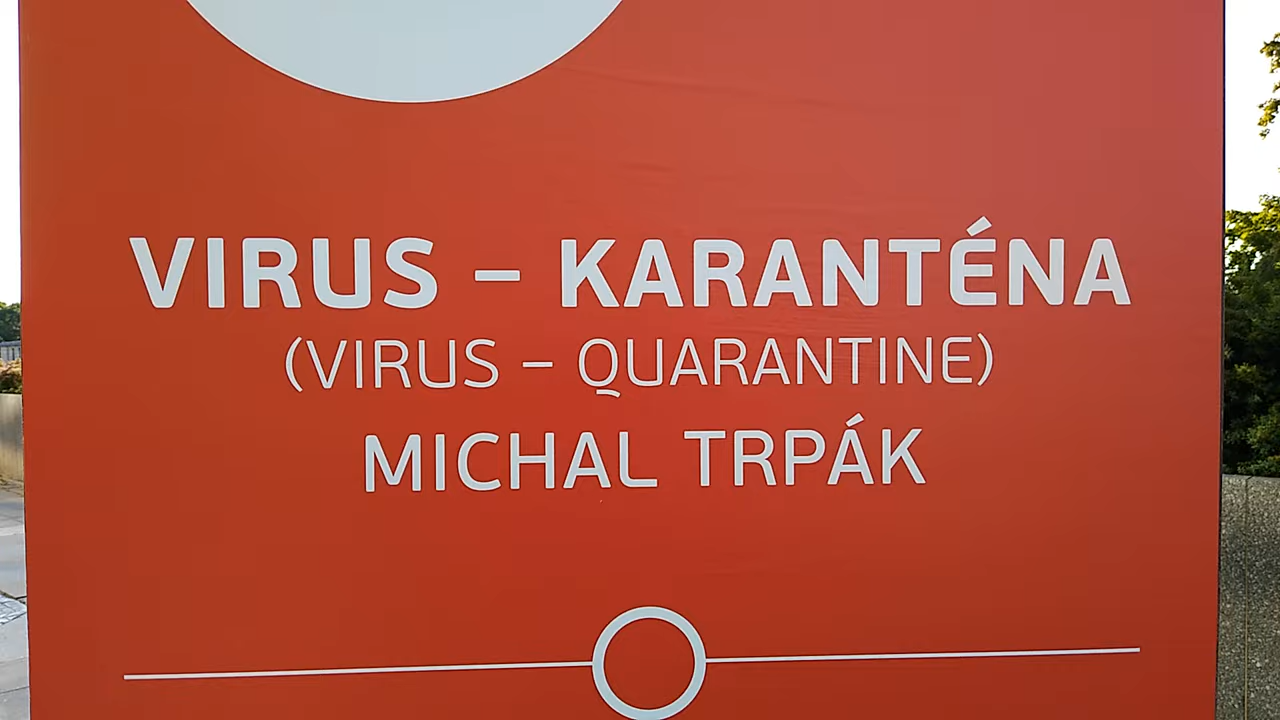 VIRUS – KARANTÉNA
(VIRUS – QUARANTINE)
MICHAL TRPÁK